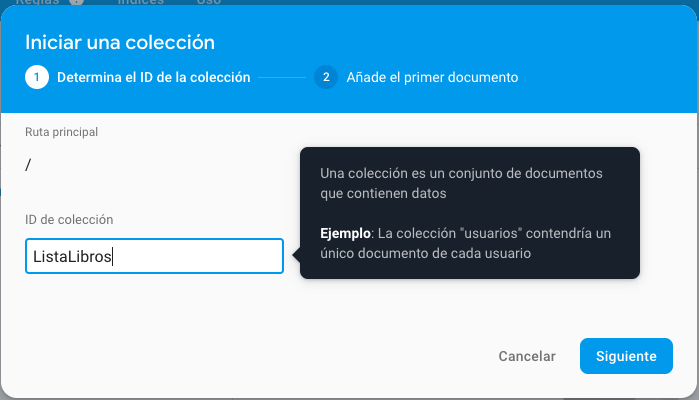 Reglas
Índices
Uso
Iniciar una colección
1 Determina el ID de la colección
2 Añade el primer documento
Ruta principal
/
ID de colección
ListaLibros
Una colección es un conjunto de documentos
que contienen datos
Ejemplo: La colección "usuarios" contendría un
único documento de cada usuario
Cancelar
Siguiente